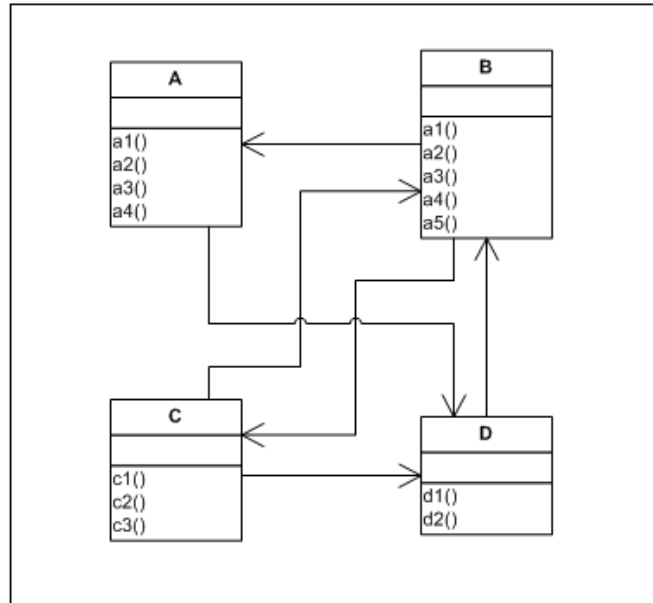 A
a1()
a2()
a3()
a4()
B
a1()
a2()
a3()
a4()
a5()
C
c1()
c2()
c3()
D
d1()
d2()